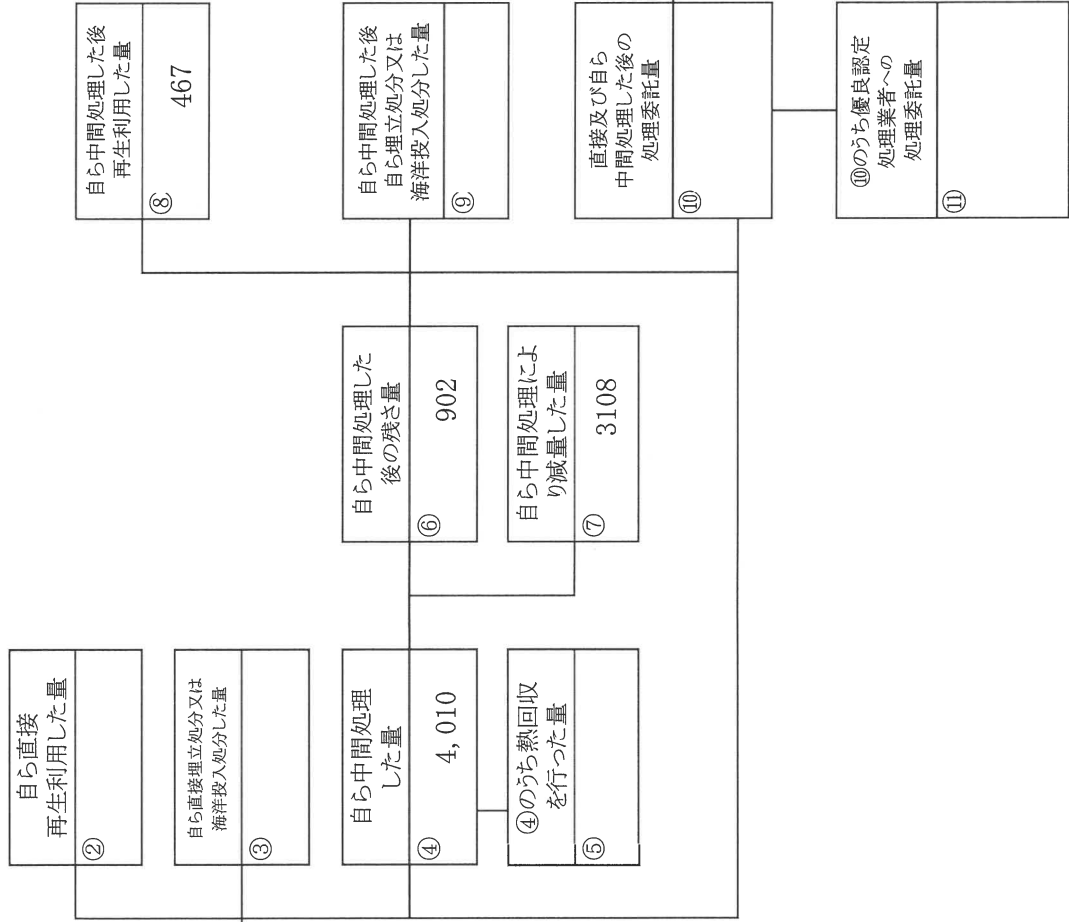 自ら直接
再生利用した量
②
自ら直接埋立処分又は
海洋投入処分した量
③
自ら中間処理
した量
④
4,010
④のうち熱回収
を行った量
⑤
自ら中間処理した
後の残さ量
⑥
902
自ら中間処理によ
り減量した量
⑦
3108
自ら中間処理した後
再生利用した量
⑧
467
自ら中間処理した後
自ら埋立処分又は
海洋投入処分した量
⑨
直接及び自ら
中間処理した後の
処理委託量
⑩
⑩のうち優良認定
処理業者への
処理委託量
⑪